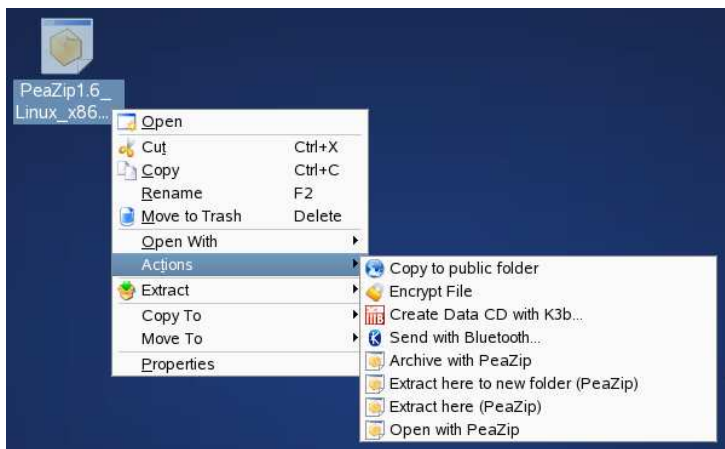 PeaZip1.6_
Linux_x86...
Open
Cut Ctrl+X
Copy Ctrl+C
Rename F2
Move to Trash Delete
Open With
Actions
Extract
Copy To
Move To
Properties
Copy to public folder
Encrypt File
Create Data CD with K3b...
Send with Bluetooth...
Archive with PeaZip
Extract here to new folder (PeaZip)
Extract here (PeaZip)
Open with PeaZip